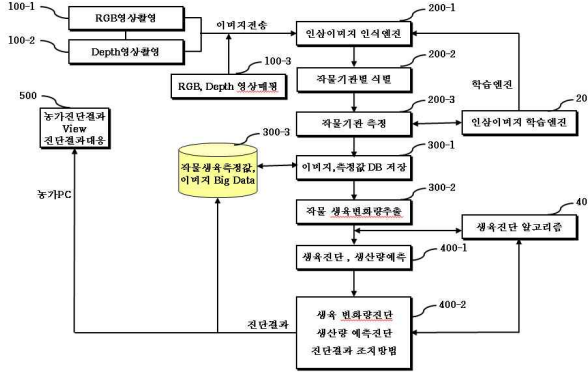 100-1
RGB영상촬영
100-2
Depth영상촬영
이미지전송
100-3
RGB, Depth 영상매핑
200-1
인삼이미지 인식엔진
200-2
작물기관별 식별
200-3
작물기관 측정
학습엔진
20
인삼이미지 학습엔진
500
농가진단결과
View
진단결과대응
300-3
작물생육측정값,
이미지 Big Data
300-1
이미지,측정값 DB 저장
300-2
작물 생육변화량추출
40
생육진단 알고리즘
400-1
생육진단 , 생산량예측
농가PC
400-2
생육 변화량진단
생산량 예측진단
진단결과 조치방법
진단결과